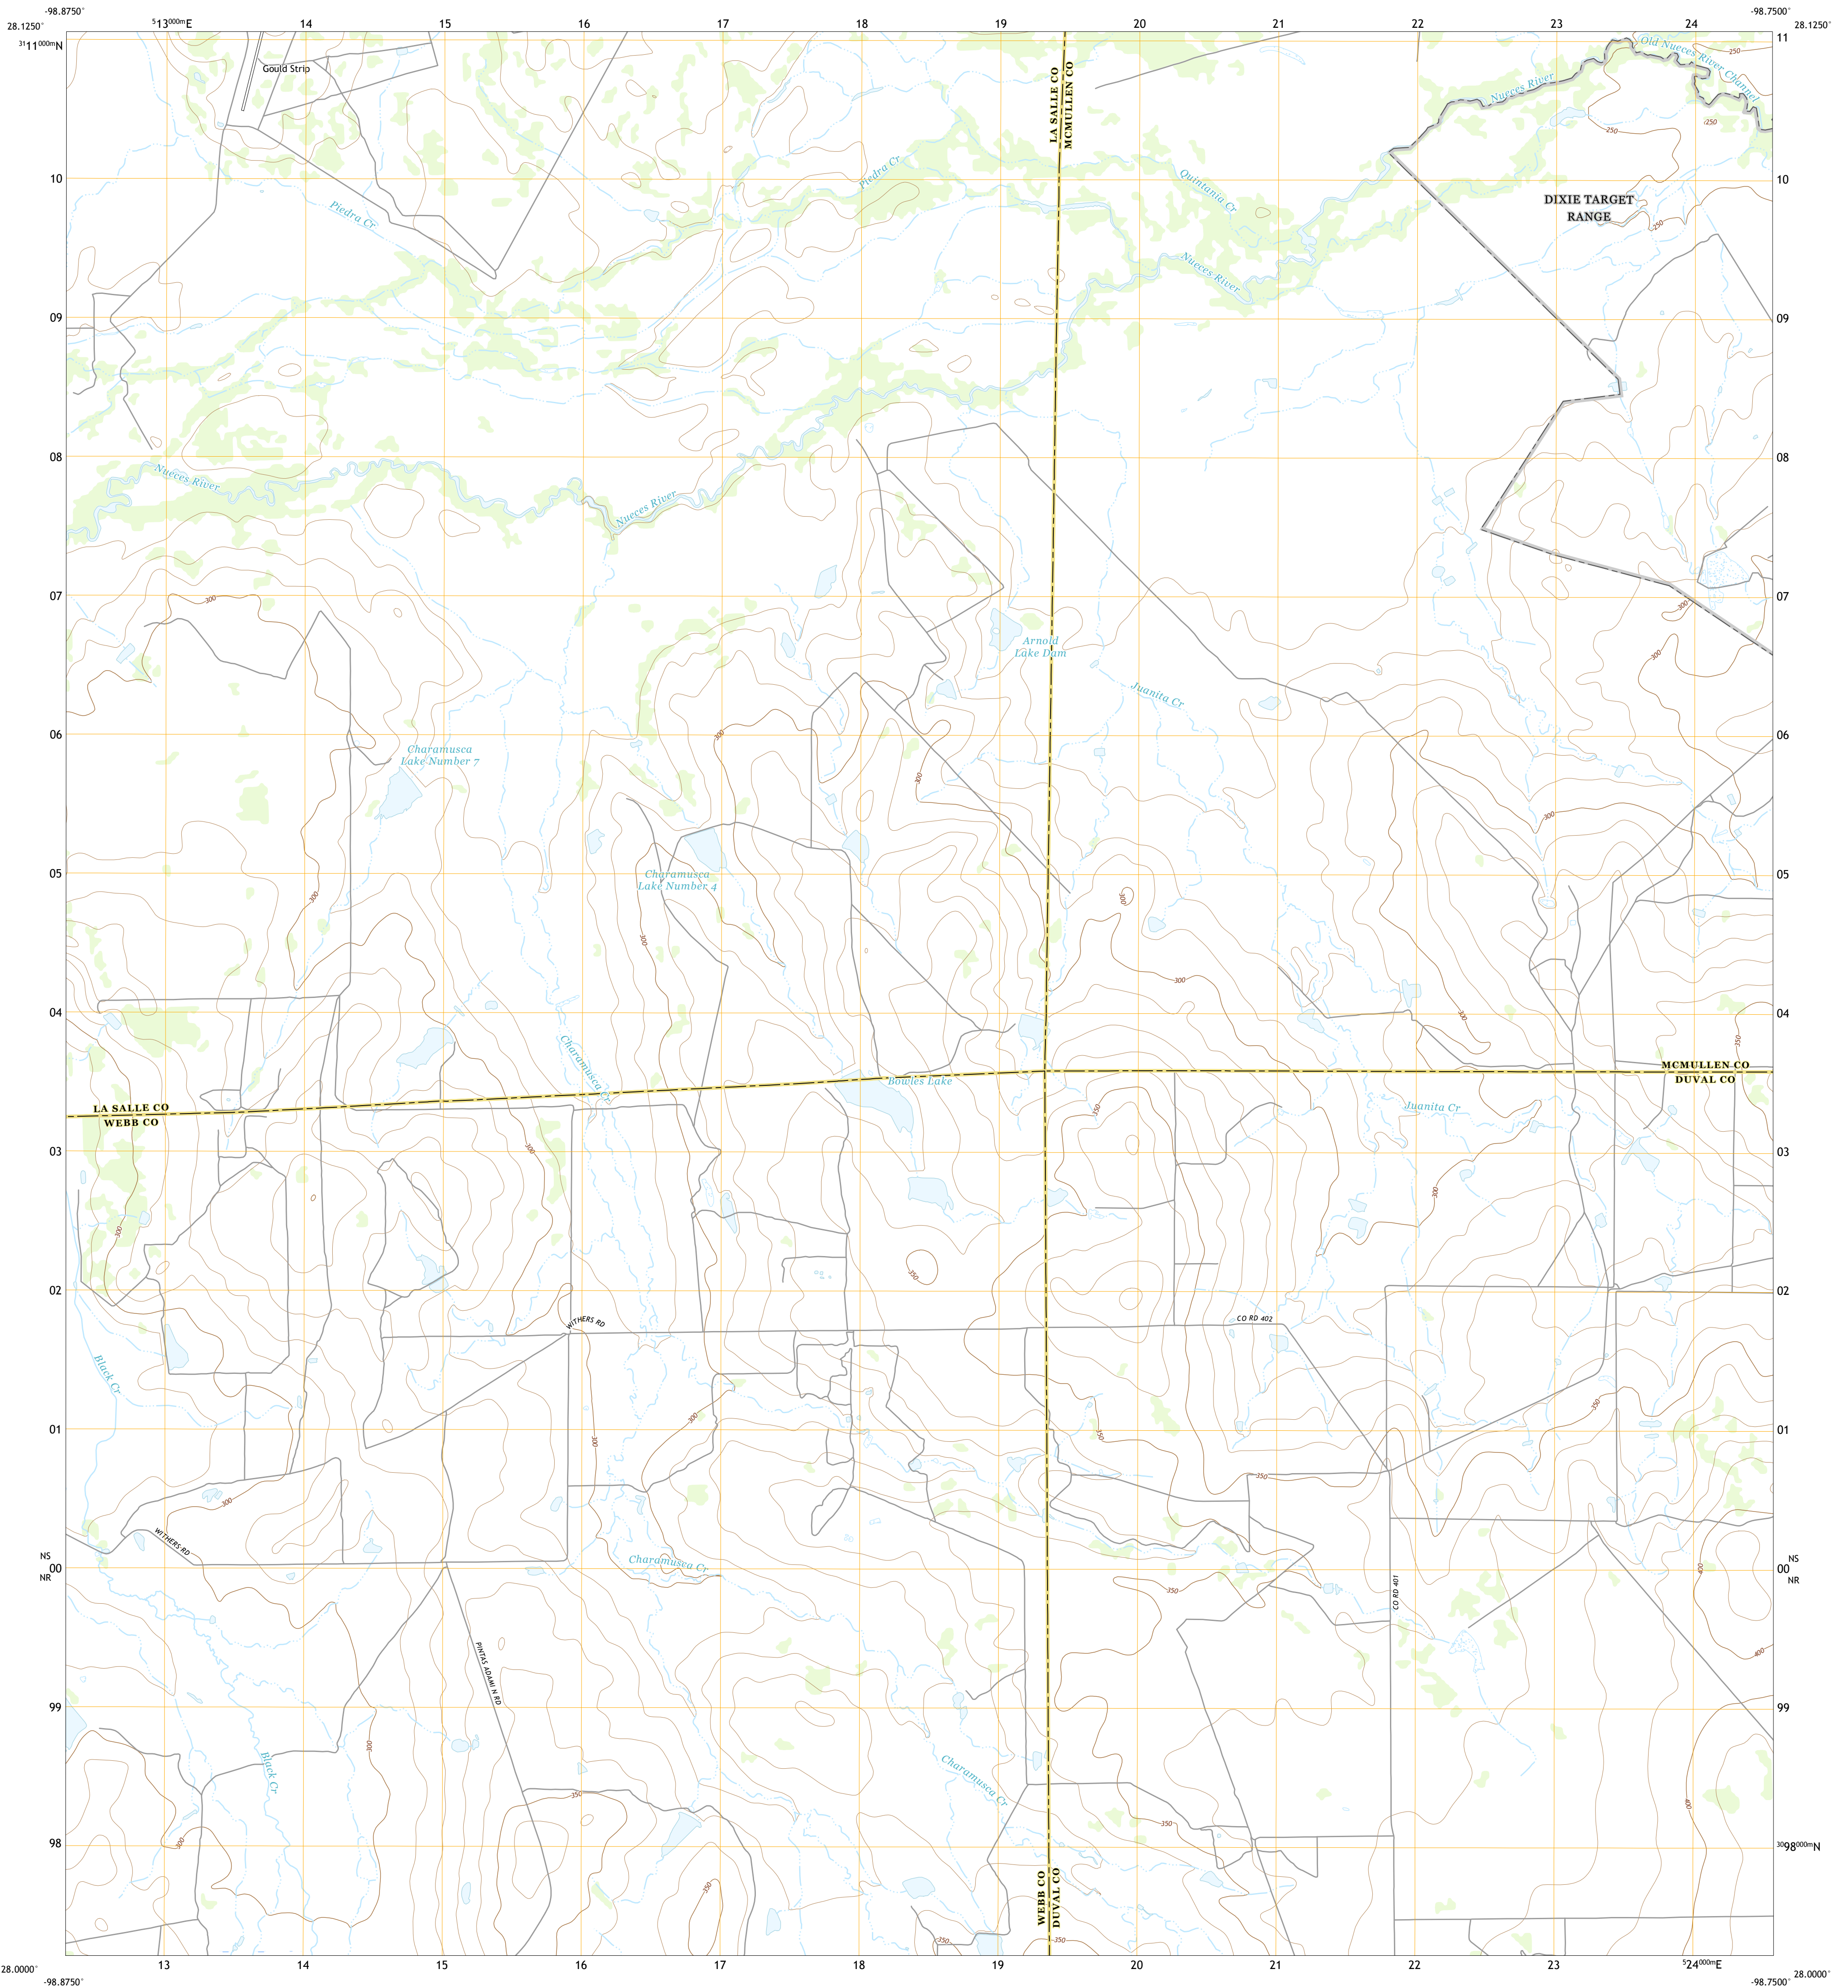 -98.8750°
-98.7500°
28.1250°
⁵13⁰⁰⁰ᵐE
14
15
16
17
18
19
20
21
22
23
24
28.1250°
³¹11⁰⁰⁰ᵐN
11
Old Nueces River Channel
250
Gould Strip
LA SALLE CO
MCMULLEN CO
Nueces River
250
250
Piedra Cr
10
Quintania Cr
10
DIXIE TARGET
RANGE
Piedra Cr
250
Nueces River
09
09
08
08
Nueces River
Nueces River
07
300
07
300
Arnold
Lake Dam
300
Juanita Cr
06
300
06
Charamusca
Lake Number 7
300
300
05
Charamusca
Lake Number 4
05
300
300
300
300
04
04
300
300
Charamusca Cr
MCMULLEN CO
DUVAL CO
Bowles Lake
LA SALLE CO
WEBB CO
350
Juanita Cr
03
300
03
300
300
350
02
02
WITHERS RD
CO RD 402
Black Cr
350
01
300
300
350
01
350
300
WITHERS RD
NS
00
NR
Charamusca Cr
400
NS
00
NR
350
CO RD 401
PINTAS ADAMI N RD
400
99
99
300
Black Cr
Charamusca Cr
350
400
350
98
300
³⁰98⁰⁰⁰ᵐN
WEBB CO
DUVAL CO
350
350
350
28.0000°
13
14
15
16
17
18
19
20
21
22
23
⁵24⁰⁰⁰ᵐE
28.0000°
-98.8750°
-98.7500°